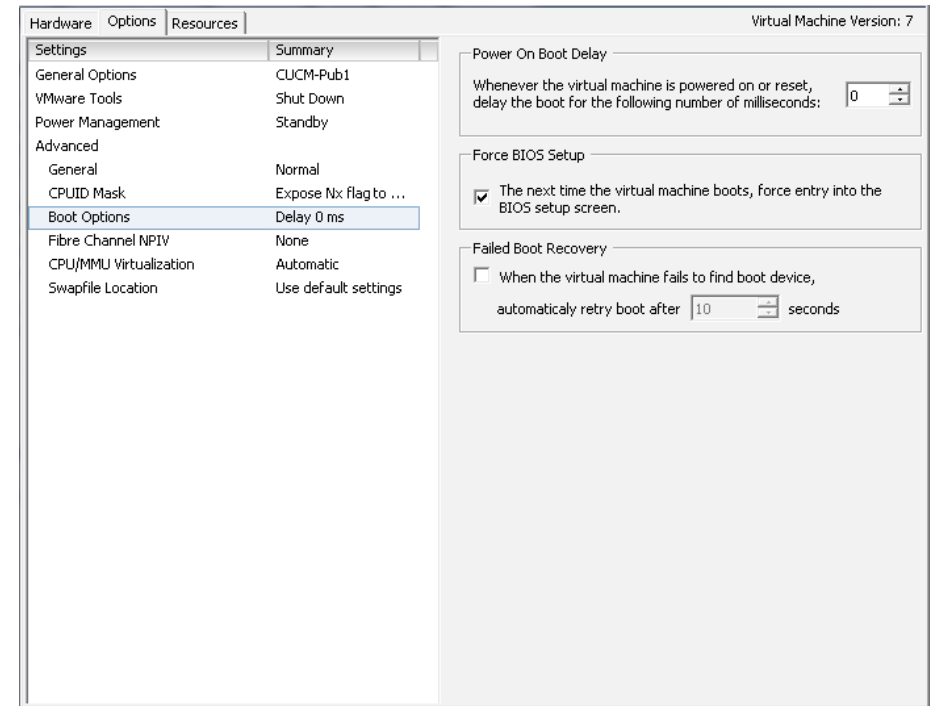 Hardware Options Resources Virtual Machine Version: 7
Settings Summary
General Options CUCM-Pub1
VMware Tools Shut Down
Power Management Standby
Advanced
General Normal
CPUID Mask Expose Nx flag to ...
Boot Options Delay 0 ms
Fibre Channel NPIV None
CPU/MMU Virtualization Automatic
Swapfile Location Use default settings
Power On Boot Delay
Whenever the virtual machine is powered on or reset,
delay the boot for the following number of milliseconds: 0
Force BIOS Setup
The next time the virtual machine boots, force entry into the
BIOS setup screen.
Failed Boot Recovery
When the virtual machine fails to find boot device,
automaticaly retry boot after 10 seconds